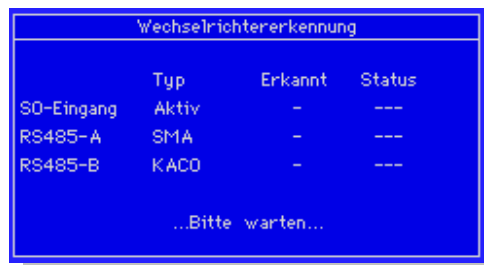 Wechselrichtererkennung
Typ Erkannt Status
S0-Eingang Aktiv - ---
RS485-A SMA - ---
RS485-B KACO - ---
...Bitte warten...